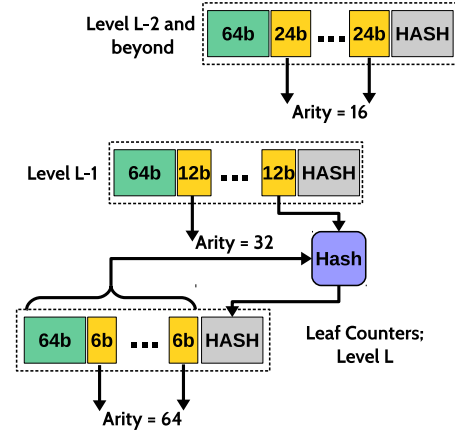 Level L-2 and
beyond
64b 24b ... 24b HASH
Arity = 16
Level L-1
64b 12b ... 12b HASH
Arity = 32
Hash
64b 6b ... 6b HASH
Leaf Counters;
Level L
Arity = 64